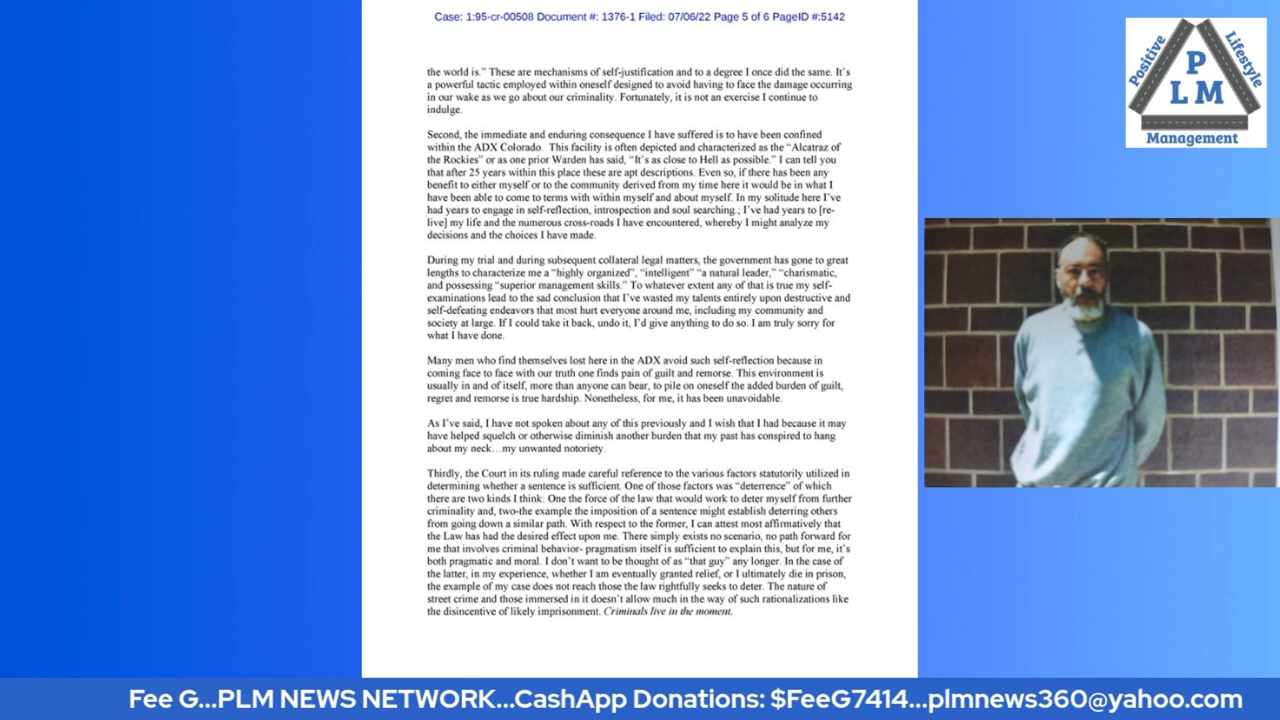 Case: 1:95-cr-00508 Document #: 1376-1 Filed: 07/06/22 Page 5 of 6 PageID #:5142
the world is." These are mechanisms of self-justification and to a degree I once did the same. It's
a powerful tactic employed within oneself designed to avoid having to face the damage occurring
in our wake as we go about our criminality. Fortunately, it is not an exercise I continue to
indulge.
Second, the immediate and enduring consequence I have suffered is to have been confined
within the ADX Colorado. This facility is often depicted and characterized as the "Alcatraz of
the Rockies" or as one prior Warden has said, "It's as close to Hell as possible." I can tell you
that after 25 years within this place these are apt descriptions. Even so, if there has been any
benefit to either myself or to the community derived from my time here it would be in what I
have been able to come to terms with within myself and about myself. In my solitude here I've
had years to engage in self-reflection, introspection and soul searching.; I've had years to [re-
live] my life and the numerous cross-roads I have encountered, whereby I might analyze my
decisions and the choices I have made.
During my trial and during subsequent collateral legal matters, the government has gone to great
lengths to characterize me a "highly organized", "intelligent" "a natural leader," "charismatic,
and possessing "superior management skills." To whatever extent any of that is true my self-
examinations lead to the sad conclusion that I've wasted my talents entirely upon destructive and
self-defeating endeavors that most hurt everyone around me, including my community and
society at large. If I could take it back, undo it, I'd give anything to do so. I am truly sorry for
what I have done.
Many men who find themselves lost here in the ADX avoid such self-reflection because in
coming face to face with our truth one finds pain of guilt and remorse. This environment is
usually in and of itself, more than anyone can bear, to pile on oneself the added burden of guilt,
regret and remorse is true hardship. Nonetheless, for me, it has been unavoidable.
As I've said, I have not spoken about any of this previously and I wish that I had because it may
have helped squelch or otherwise diminish another burden that my past has conspired to hang
about my neck…my unwanted notoriety.
Thirdly, the Court in its ruling made careful reference to the various factors statutorily utilized in
determining whether a sentence is sufficient. One of those factors was "deterrence" of which
there are two kinds I think: One the force of the law that would work to deter myself from further
criminality and, two-the example the imposition of a sentence might establish deterring others
from going down a similar path. With respect to the former, I can attest most affirmatively that
the Law has had the desired effect upon me. There simply exists no scenario, no path forward for
me that involves criminal behavior- pragmatism itself is sufficient to explain this, but for me, it's
both pragmatic and moral. I don't want to be thought of as "that guy" any longer. In the case of
the latter, in my experience, whether I am eventually granted relief, or I ultimately die in prison,
the example of my case does not reach those the law rightfully seeks to deter. The nature of
street crime and those immersed in it doesn't allow much in the way of such rationalizations like
the disincentive of likely imprisonment. Criminals live in the moment.
Positive
Lifestyle
P
L M
Management
Fee G...PLM NEWS NETWORK...CashApp Donations: $FeeG7414...plmnews360@yahoo.com